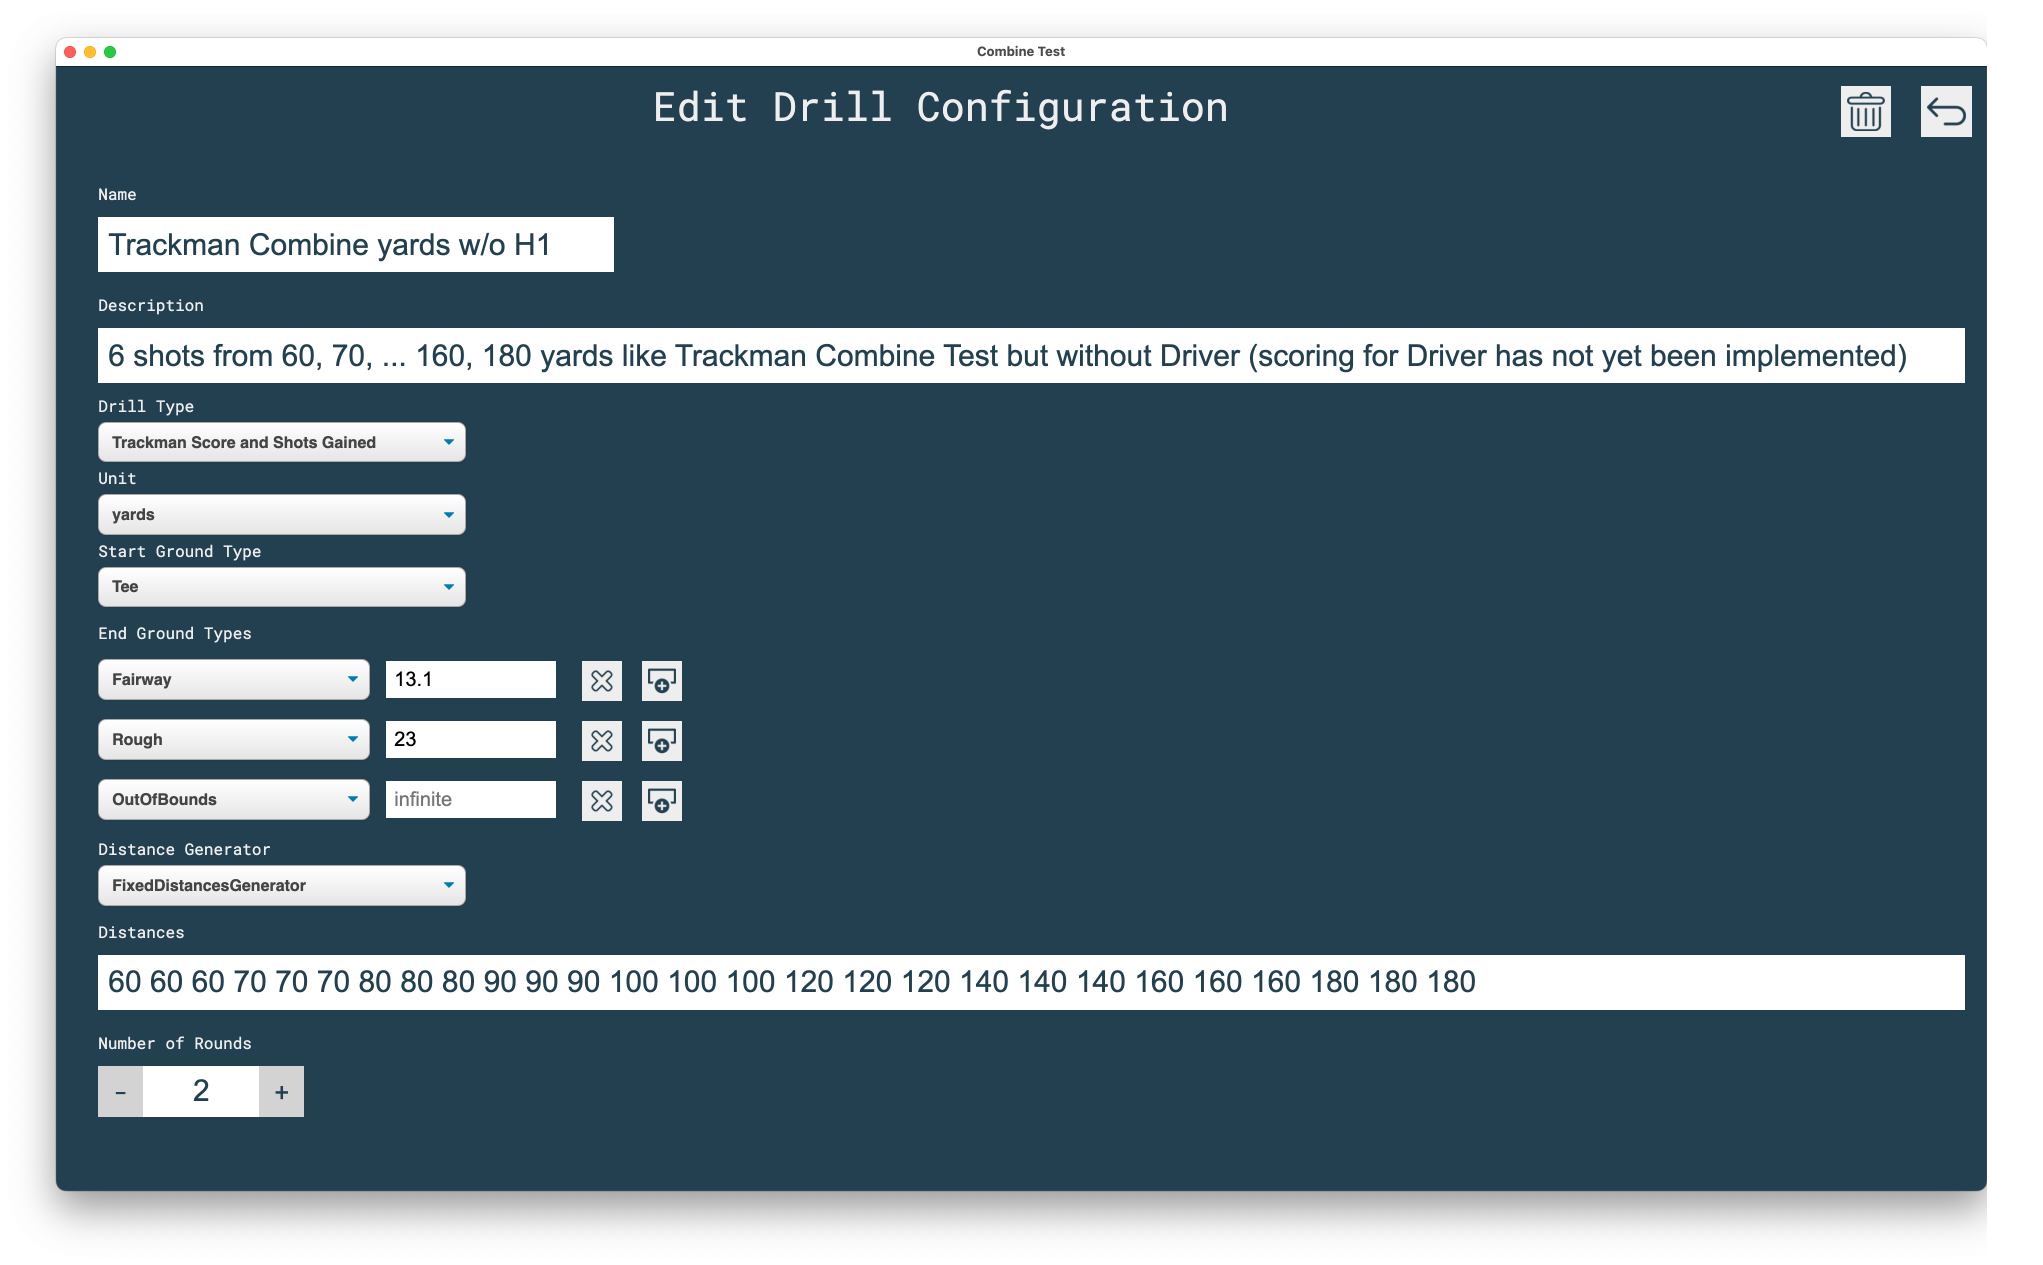 Combine Test
Edit Drill Configuration
Name
Trackman Combine yards w/o H1
Description
6 shots from 60, 70, ... 160, 180 yards like Trackman Combine Test but without Driver (scoring for Driver has not yet been implemented)
Drill Type
Trackman Score and Shots Gained
Unit
yards
Start Ground Type
Tee
End Ground Types
Fairway 13.1
Rough 23
OutOfBounds infinite
Distance Generator
FixedDistancesGenerator
Distances
60 60 60 70 70 70 80 80 80 90 90 90 100 100 100 120 120 120 140 140 140 160 160 160 180 180 180
Number of Rounds
- 2 +